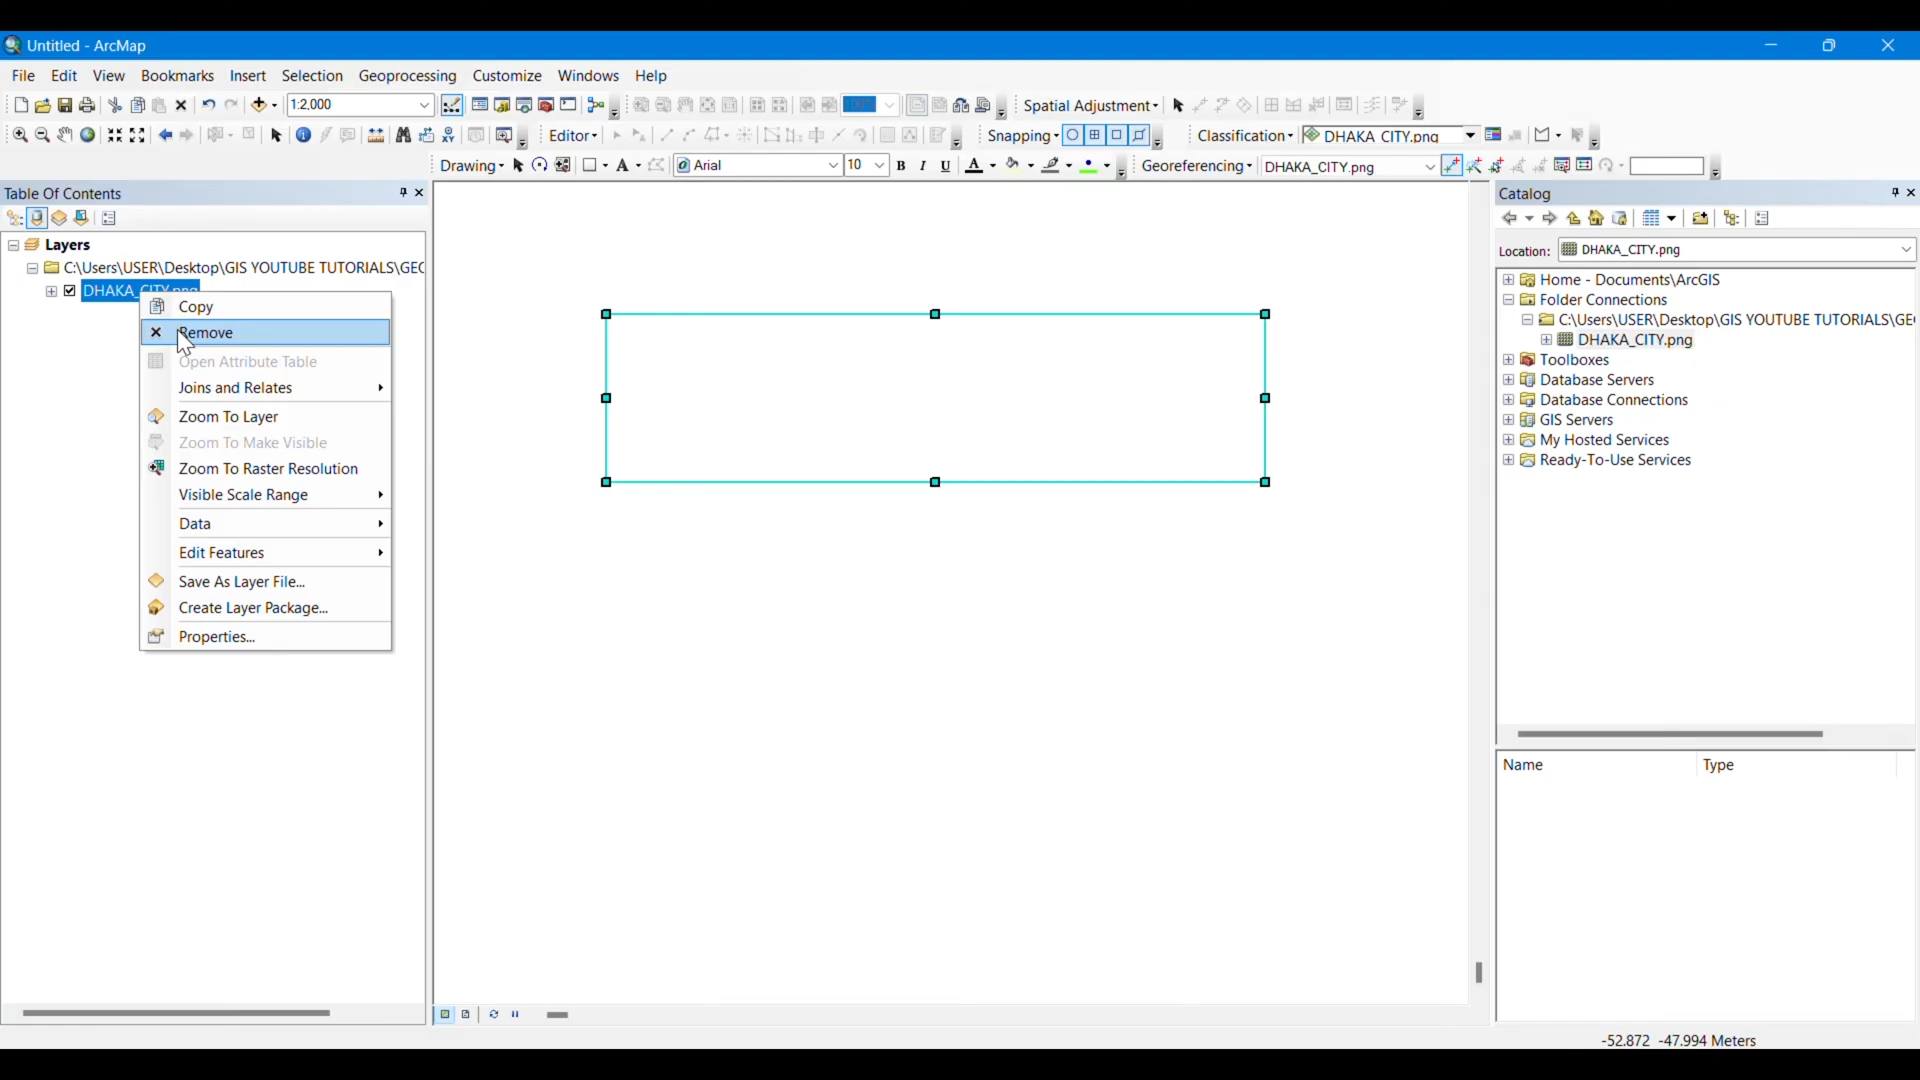 Untitled - ArcMap
File Edit View Bookmarks Insert Selection Geoprocessing Customize Windows Help
1:2,000
Spatial Adjustment
Editor
Snapping
Classification
DHAKA_CITY.png
Drawing
A
Arial
10
B I U
A
Georeferencing
DHAKA_CITY.png
Table Of Contents
Layers
C:\Users\USER\Desktop\GIS YOUTUBE TUTORIALS\GEO
DHAKA_CITY.png
Copy
Remove
Open Attribute Table
Joins and Relates
Zoom To Layer
Zoom To Make Visible
Zoom To Raster Resolution
Visible Scale Range
Data
Edit Features
Save As Layer File...
Create Layer Package...
Properties...
Catalog
Location: DHAKA_CITY.png
Home - Documents\ArcGIS
Folder Connections
C:\Users\USER\Desktop\GIS YOUTUBE TUTORIALS\GE
DHAKA_CITY.png
Toolboxes
Database Servers
Database Connections
GIS Servers
My Hosted Services
Ready-To-Use Services
Name Type
-52.872 -47.994 Meters